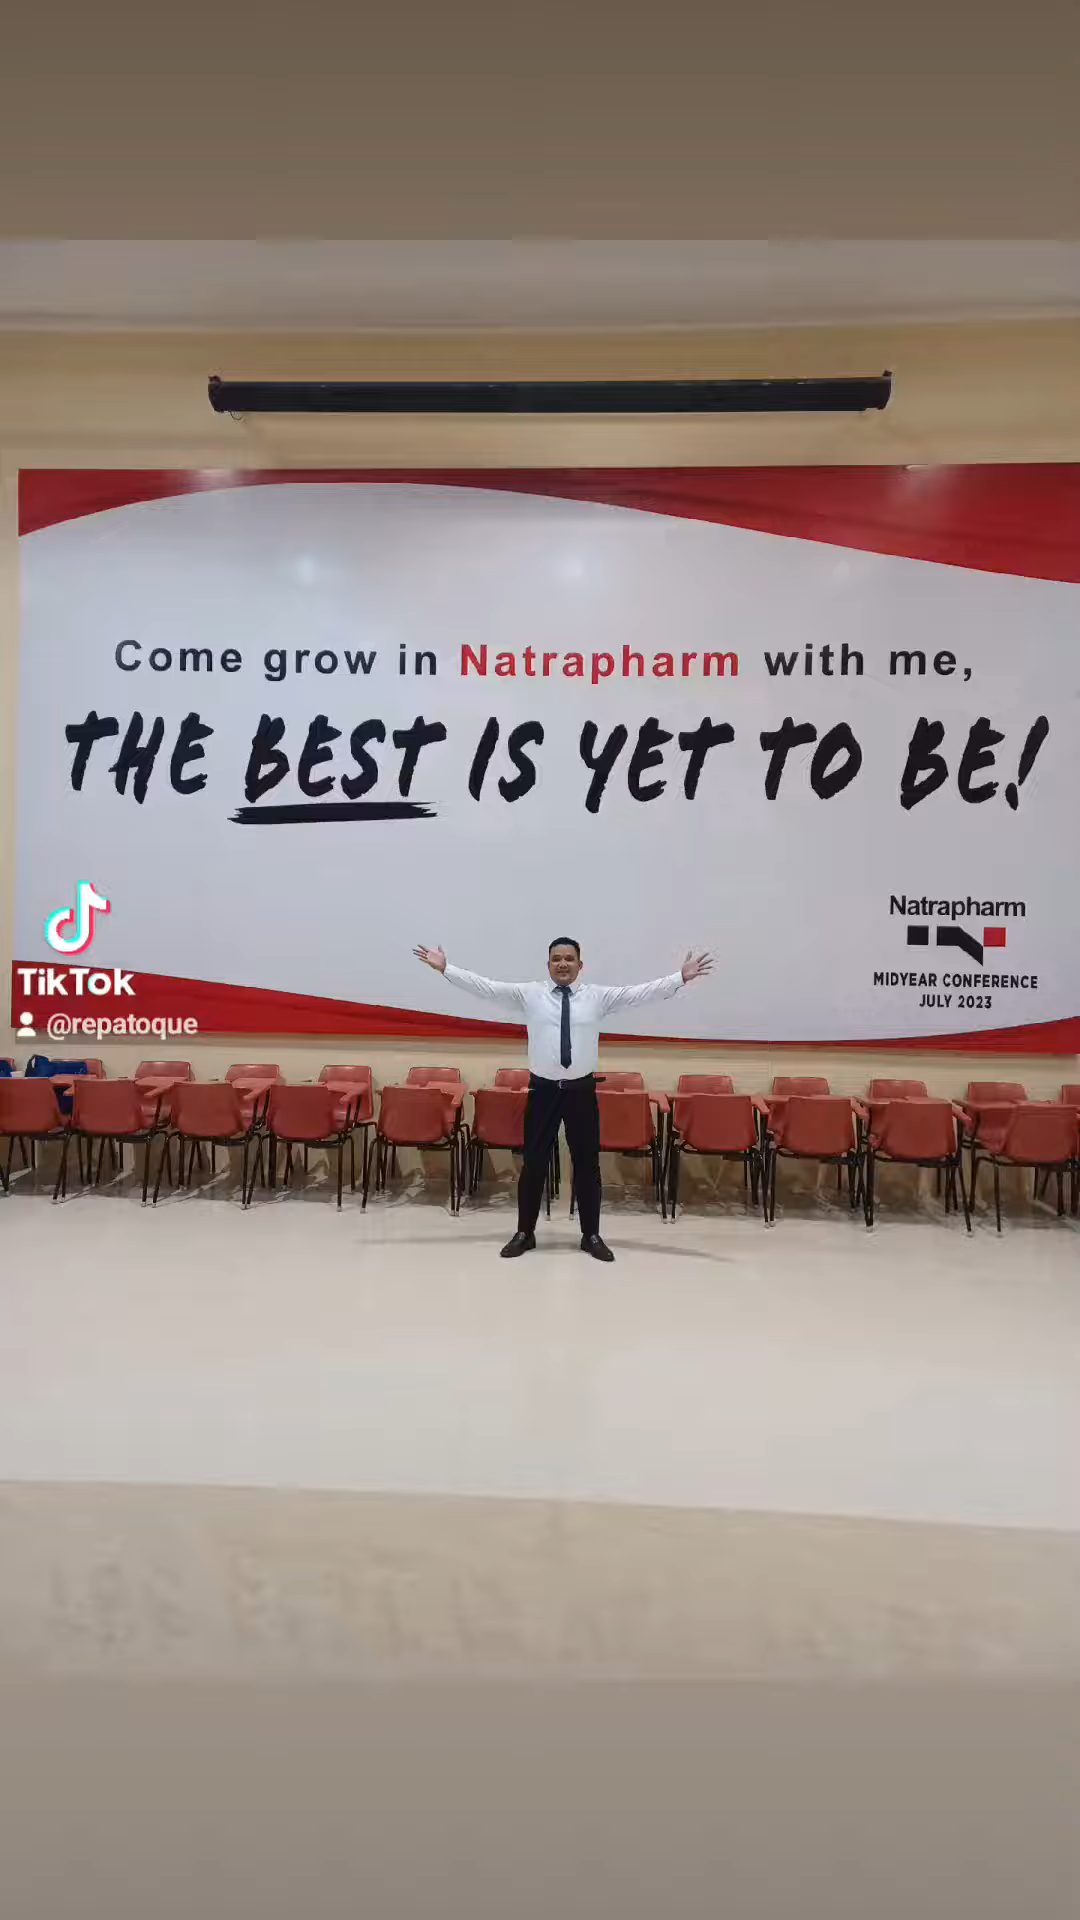 Come grow in Natrapharm with me,
THE BEST IS YET TO BE!
Natrapharm
MIDYEAR CONFERENCE
JULY 2023
TikTok
@repatoque